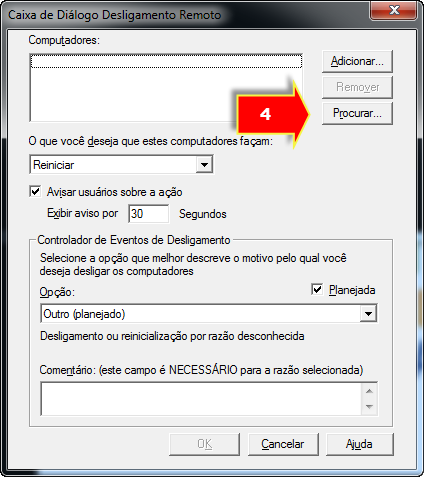 Caixa de Diálogo Desligamento Remoto
Computadores:
Adicionar...
Remover
4
Procurar...
O que você deseja que estes computadores façam:
Reiniciar
Avisar usuários sobre a ação
Exibir aviso por 30 Segundos
Controlador de Eventos de Desligamento
Selecione a opção que melhor descreve o motivo pelo qual você
deseja desligar os computadores
Opção:
Planejada
Outro (planejado)
Desligamento ou reinicialização por razão desconhecida
Comentário: (este campo é NECESSÁRIO para a razão selecionada)
OK Cancelar Ajuda